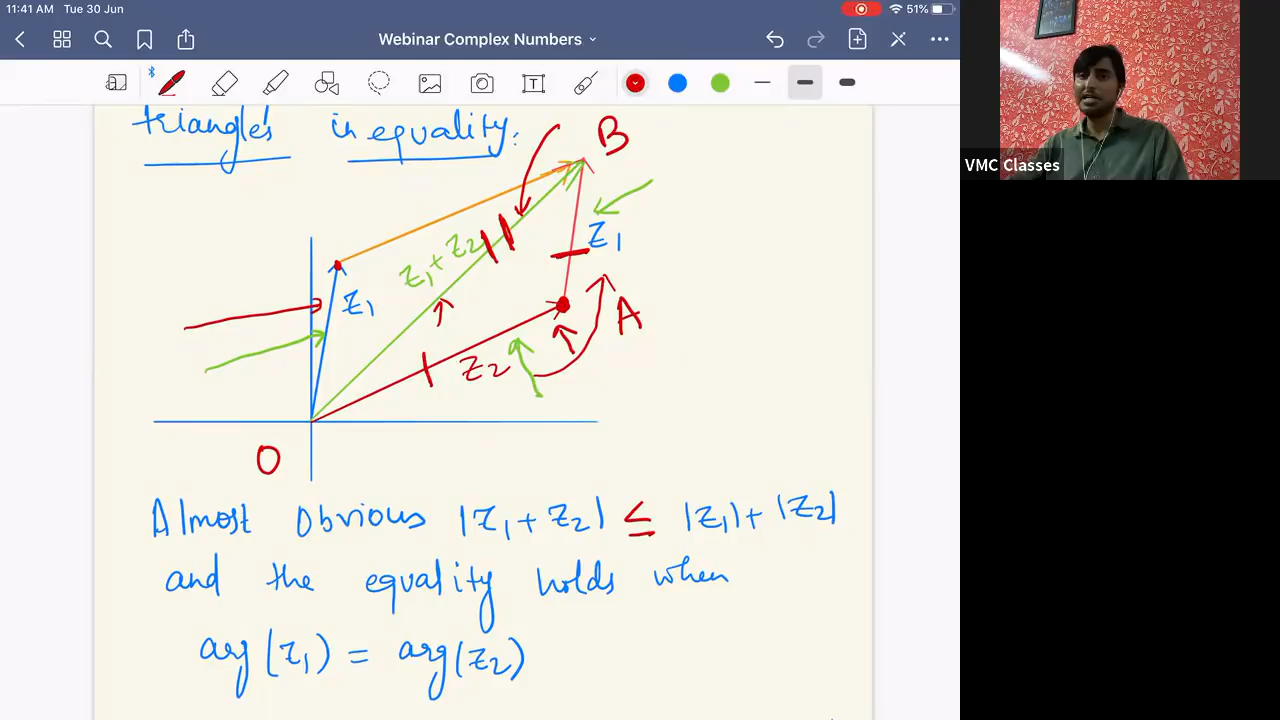 11:41 AM Tue 30 Jun
51%
Webinar Complex Numbers
T
triangle's inequality:
B
z1+z2
z1
z1
A
z2
O
Almost obvious |z1+z2| ≤ |z1|+|z2|
and the equality holds when
arg(z1) = arg(z2)
VMC Classes